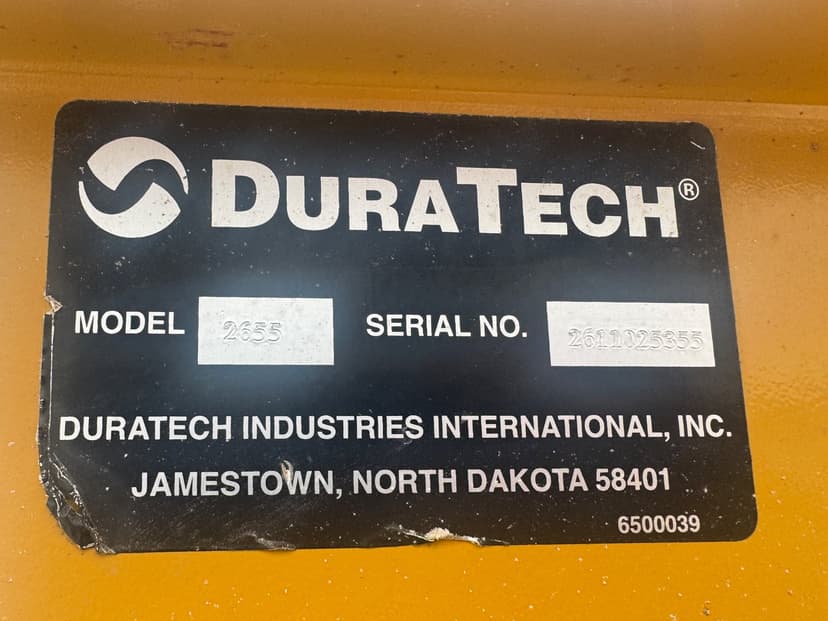 DURATECH®
MODEL 2655 SERIAL NO. 2611025355
DURATECH INDUSTRIES INTERNATIONAL, INC.
JAMESTOWN, NORTH DAKOTA 58401
6500039